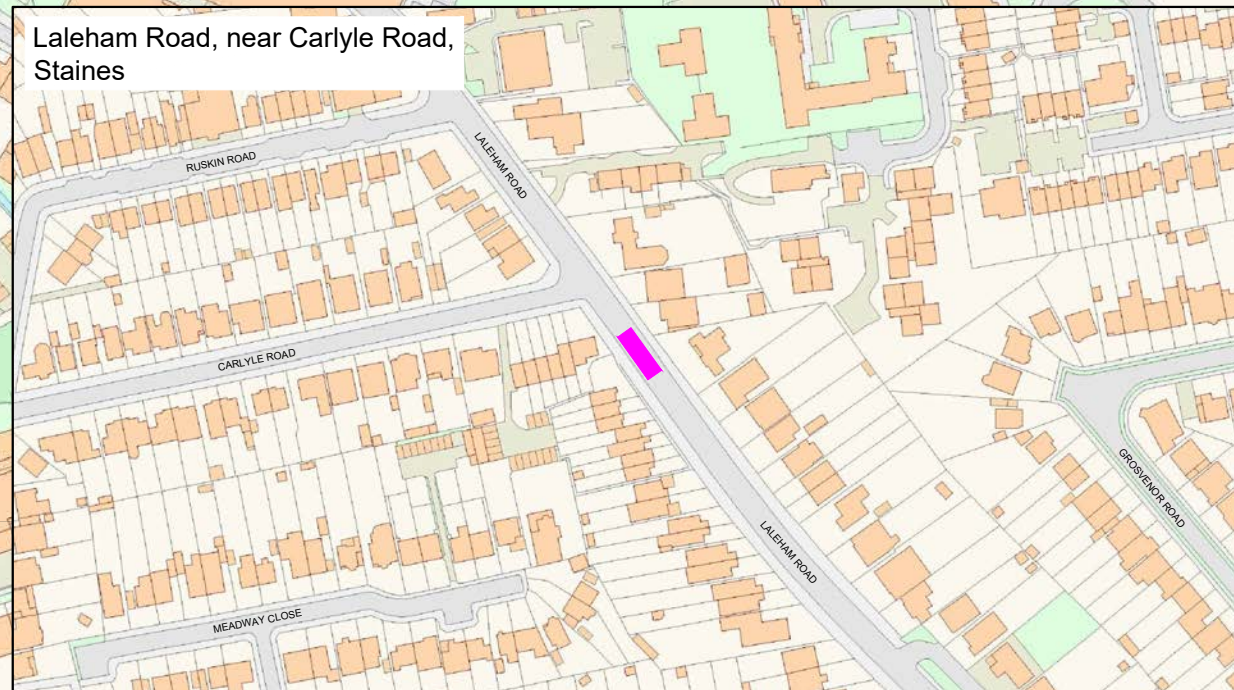 Laleham Road, near Carlyle Road,
Staines
RUSKIN ROAD
LALEHAM ROAD
CARLYLE ROAD
GROSVENOR ROAD
LALEHAM ROAD
MEADWAY CLOSE